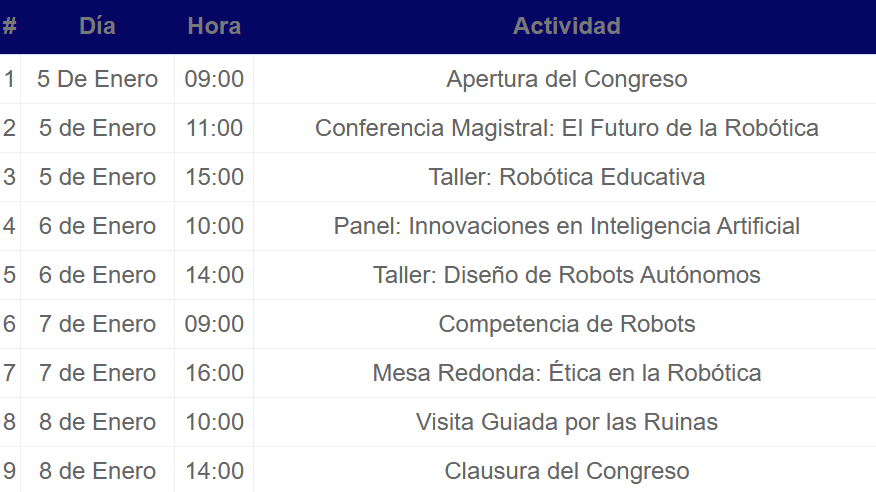 # Día Hora Actividad
1 5 De Enero 09:00 Apertura del Congreso
2 5 de Enero 11:00 Conferencia Magistral: El Futuro de la Robótica
3 5 de Enero 15:00 Taller: Robótica Educativa
4 6 de Enero 10:00 Panel: Innovaciones en Inteligencia Artificial
5 6 de Enero 14:00 Taller: Diseño de Robots Autónomos
6 7 de Enero 09:00 Competencia de Robots
7 7 de Enero 16:00 Mesa Redonda: Ética en la Robótica
8 8 de Enero 10:00 Visita Guiada por las Ruinas
9 8 de Enero 14:00 Clausura del Congreso